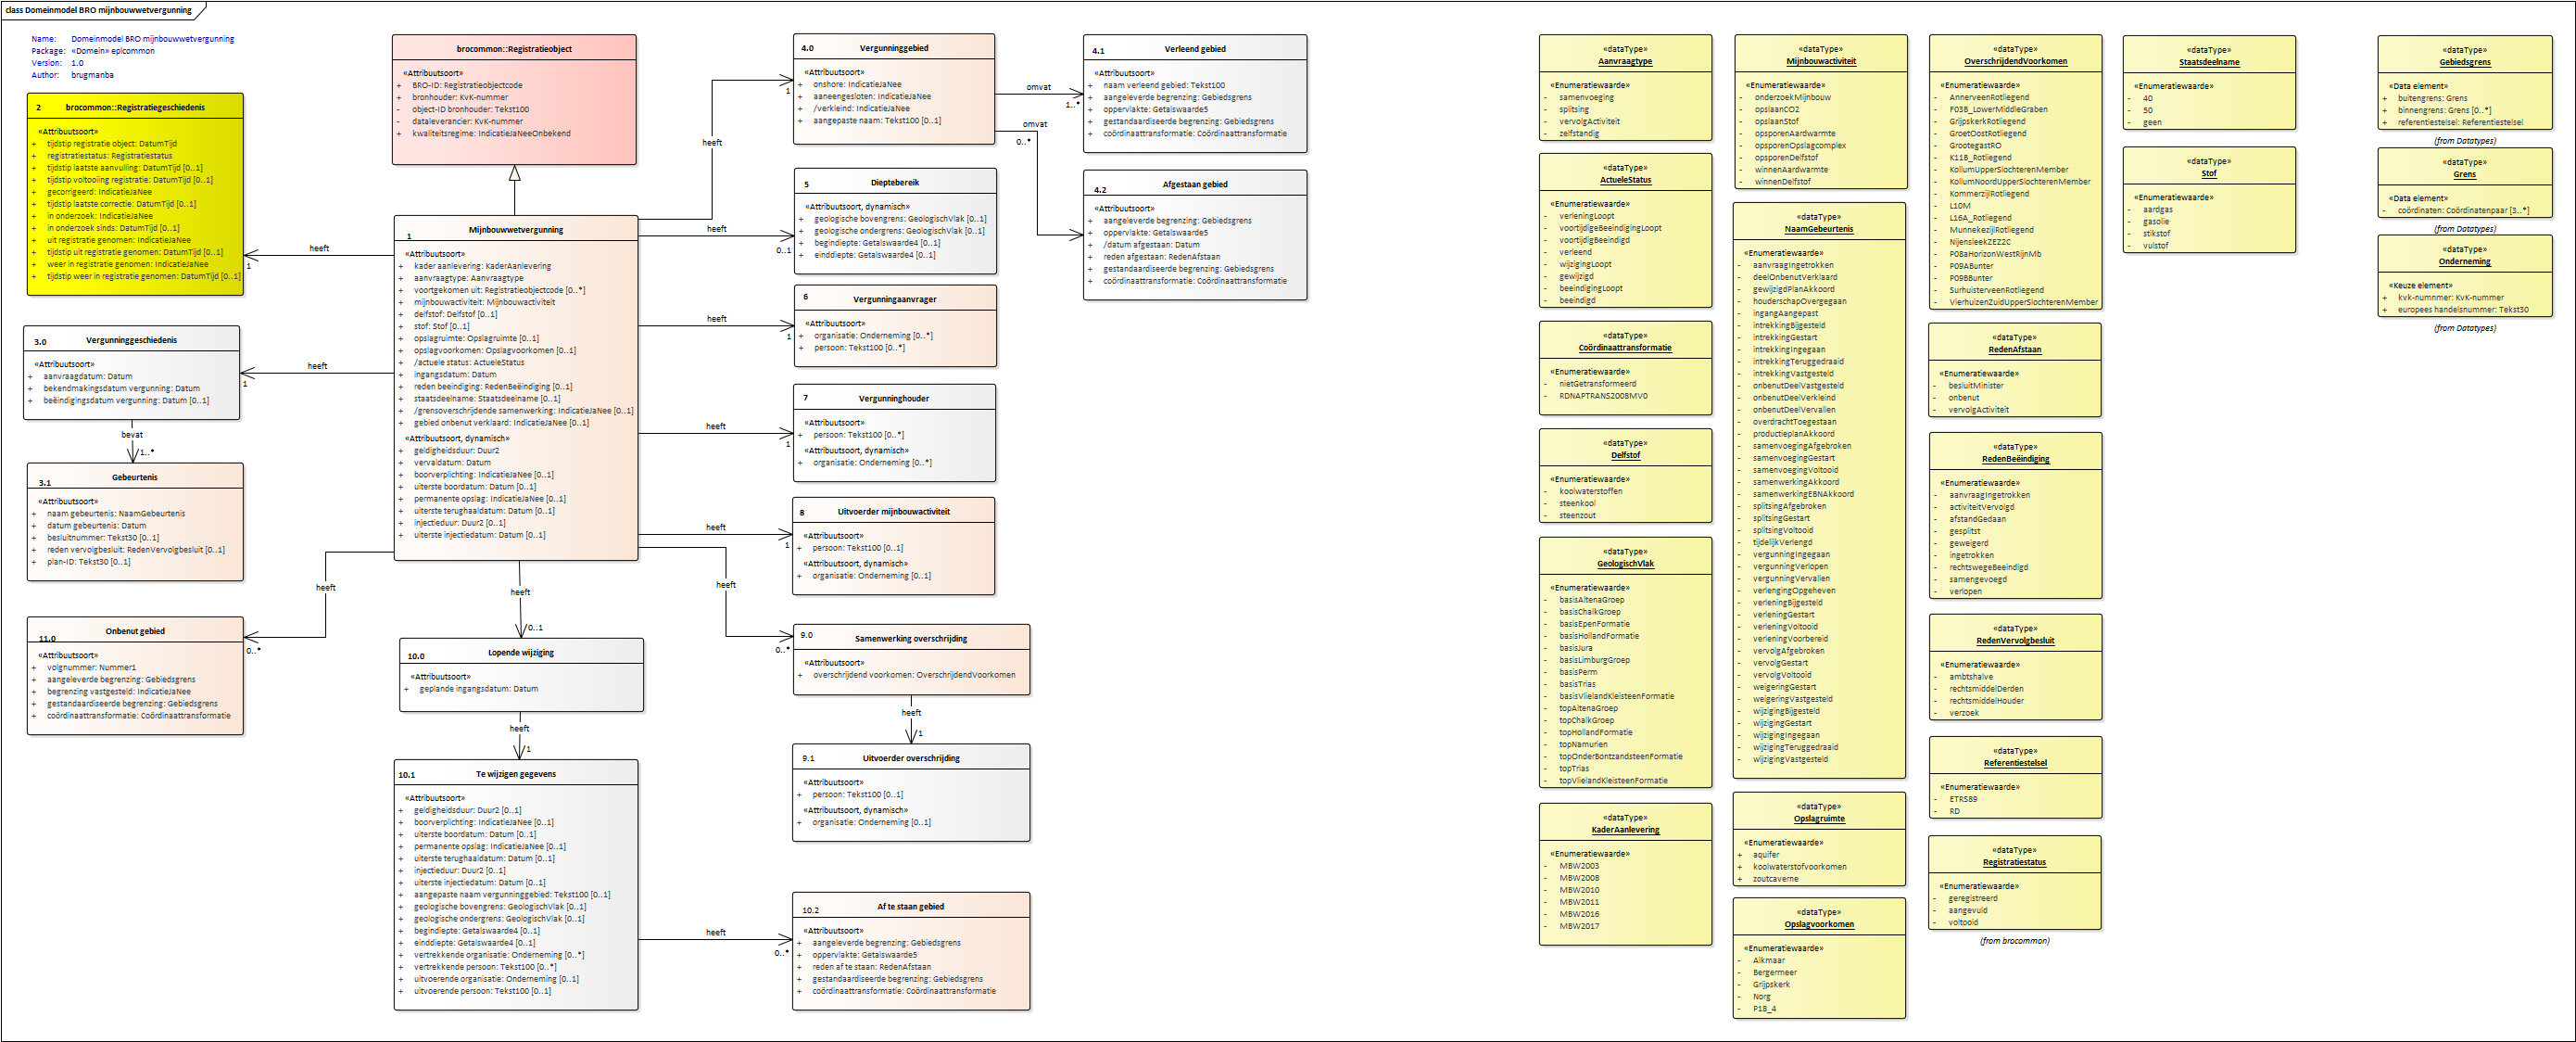 class Domeinmodel BRO mijnbouwwetvergunning
Name: Domeinmodel BRO mijnbouwwetvergunning
Package: «Domein» eplcommon
Version: 1.0
Author: brugmanba
2 brocommon::Registratiegeschiedenis
«Attribuutsoort»
+ tijdstip registratie object: DatumTijd
+ registratiestatus: Registratiestatus
+ tijdstip laatste aanvulling: DatumTijd [0..1]
+ tijdstip voltooiing registratie: DatumTijd [0..1]
+ gecorrigeerd: IndicatieJaNee
+ tijdstip laatste correctie: DatumTijd [0..1]
+ in onderzoek: IndicatieJaNee
+ in onderzoek sinds: DatumTijd [0..1]
+ uit registratie genomen: IndicatieJaNee
+ tijdstip uit registratie genomen: DatumTijd [0..1]
+ weer in registratie genomen: IndicatieJaNee
+ tijdstip weer in registratie genomen: DatumTijd [0..1]
heeft
1
3.0 Vergunninggeschiedenis
«Attribuutsoort»
+ aanvraagdatum: Datum
+ bekendmakingsdatum vergunning: Datum
+ beëindigingsdatum vergunning: Datum [0..1]
heeft
1
bevat
1..*
3.1 Gebeurtenis
«Attribuutsoort»
+ naam gebeurtenis: NaamGebeurtenis
+ datum gebeurtenis: Datum
+ besluitnummer: Tekst30 [0..1]
+ reden vervolgbesluit: RedenVervolgbesluit [0..1]
+ plan-ID: Tekst30 [0..1]
heeft
0..*
11.0 Onbenut gebied
«Attribuutsoort»
+ volgnummer: Nummer1
+ aangeleverde begrenzing: Gebiedsgrens
+ begrenzing vastgesteld: IndicatieJaNee
+ gestandaardiseerde begrenzing: Gebiedsgrens
+ coördinaattransformatie: Coördinaattransformatie
brocommon::Registratieobject
«Attribuutsoort»
+ BRO-ID: Registratieobjectcode
+ bronhouder: KvK-nummer
- object-ID bronhouder: Tekst100
- dataleverancier: KvK-nummer
+ kwaliteitsregime: IndicatieJaNeeOnbekend
1 Mijnbouwwetvergunning
«Attribuutsoort»
+ kader aanlevering: KaderAanlevering
+ aanvraagtype: Aanvraagtype
+ voortgekomen uit: Registratieobjectcode [0..*]
+ mijnbouwactiviteit: Mijnbouwactiviteit
+ delfstof: Delfstof [0..1]
+ stof: Stof [0..1]
+ opslagruimte: Opslagruimte [0..1]
+ opslagvoorkomen: Opslagvoorkomen [0..1]
+ /actuele status: ActueleStatus
+ ingangsdatum: Datum
+ reden beeindiging: RedenBeëindiging [0..1]
+ staatsdeelname: Staatsdeelname [0..1]
+ /grensoverschrijdende samenwerking: IndicatieJaNee [0..1]
+ gebied onbenut verklaard: IndicatieJaNee [0..1]
«Attribuutsoort, dynamisch»
+ geldigheidsduur: Duur2
+ vervaldatum: Datum
+ boorverplichting: IndicatieJaNee [0..1]
+ uiterste boordatum: Datum [0..1]
+ permanente opslag: IndicatieJaNee [0..1]
+ uiterste terughaaldatum: Datum [0..1]
+ injectieduur: Duur2 [0..1]
+ uiterste injectiedatum: Datum [0..1]
heeft
0..1
10.0 Lopende wijziging
«Attribuutsoort»
+ geplande ingangsdatum: Datum
heeft
1
10.1 Te wijzigen gegevens
«Attribuutsoort»
+ geldigheidsduur: Duur2 [0..1]
+ boorverplichting: IndicatieJaNee [0..1]
+ uiterste boordatum: Datum [0..1]
+ permanente opslag: IndicatieJaNee [0..1]
+ uiterste terughaaldatum: Datum [0..1]
+ injectieduur: Duur2 [0..1]
+ uiterste injectiedatum: Datum [0..1]
+ aangepaste naam vergunninggebied: Tekst100 [0..1]
+ geologische bovengrens: GeologischVlak [0..1]
+ geologische ondergrens: GeologischVlak [0..1]
+ begindiepte: Getalswaarde4 [0..1]
+ einddiepte: Getalswaarde4 [0..1]
+ vertrekkende organisatie: Onderneming [0..*]
+ vertrekkende persoon: Tekst100 [0..*]
+ uitvoerende organisatie: Onderneming [0..1]
+ uitvoerende persoon: Tekst100 [0..1]
heeft
1
4.0 Vergunninggebied
«Attribuutsoort»
+ onshore: IndicatieJaNee
+ aaneengesloten: IndicatieJaNee
+ /verkleind: IndicatieJaNee
+ aangepaste naam: Tekst100 [0..1]
heeft
0..1
5 Dieptebereik
«Attribuutsoort, dynamisch»
+ geologische bovengrens: GeologischVlak [0..1]
+ geologische ondergrens: GeologischVlak [0..1]
+ begindiepte: Getalswaarde4 [0..1]
+ einddiepte: Getalswaarde4 [0..1]
heeft
1
6 Vergunningaanvrager
«Attribuutsoort»
+ organisatie: Onderneming [0..*]
+ persoon: Tekst100 [0..*]
heeft
1
7 Vergunninghouder
«Attribuutsoort»
+ persoon: Tekst100 [0..*]
«Attribuutsoort, dynamisch»
+ organisatie: Onderneming [0..*]
heeft
1
8 Uitvoerder mijnbouwactiviteit
«Attribuutsoort»
+ persoon: Tekst100 [0..1]
«Attribuutsoort, dynamisch»
+ organisatie: Onderneming [0..1]
heeft
0..*
9.0 Samenwerking overschrijding
«Attribuutsoort»
+ overschrijdend voorkomen: OverschrijdendVoorkomen
heeft
1
9.1 Uitvoerder overschrijding
«Attribuutsoort»
+ persoon: Tekst100 [0..1]
«Attribuutsoort, dynamisch»
+ organisatie: Onderneming [0..1]
heeft
0..*
10.2 Af te staan gebied
«Attribuutsoort»
+ aangeleverde begrenzing: Gebiedsgrens
+ oppervlakte: Getalswaarde5
+ reden af te staan: RedenAfstaan
+ gestandaardiseerde begrenzing: Gebiedsgrens
+ coördinaattransformatie: Coördinaattransformatie
omvat
1..*
omvat
0..*
4.1 Verleend gebied
«Attribuutsoort»
+ naam verleend gebied: Tekst100
+ aangeleverde begrenzing: Gebiedsgrens
+ oppervlakte: Getalswaarde5
+ gestandaardiseerde begrenzing: Gebiedsgrens
+ coördinaattransformatie: Coördinaattransformatie
4.2 Afgestaan gebied
«Attribuutsoort»
+ aangeleverde begrenzing: Gebiedsgrens
+ oppervlakte: Getalswaarde5
+ /datum afgestaan: Datum
+ reden afgestaan: RedenAfstaan
+ gestandaardiseerde begrenzing: Gebiedsgrens
+ coördinaattransformatie: Coördinaattransformatie
«dataType»
Aanvraagtype
«Enumeratiewaarde»
- samenvoeging
- splitsing
- vervolgActiviteit
- zelfstandig
«dataType»
ActueleStatus
«Enumeratiewaarde»
- verleningLoopt
- voortijdigeBeeindigingLoopt
- voortijdigBeeindigd
- verleend
- wijzigingLoopt
- gewijzigd
- beeindigingLoopt
- beeindigd
«dataType»
Coördinaattransformatie
«Enumeratiewaarde»
- nietGetransformeerd
- RDNAPTRANS2008MV0
«dataType»
Delfstof
«Enumeratiewaarde»
- koolwaterstoffen
- steenkool
- steenzout
«dataType»
GeologischVlak
«Enumeratiewaarde»
- basisAltenaGroep
- basisChalkGroep
- basisEpenFormatie
- basisHollandFormatie
- basisJura
- basisLimburgGroep
- basisPerm
- basisTrias
- basisVlielandKleisteenFormatie
- topAltenaGroep
- topChalkGroep
- topHollandFormatie
- topNamurien
- topOnderBontzandsteenFormatie
- topTrias
- topVlielandKleisteenFormatie
«dataType»
KaderAanlevering
«Enumeratiewaarde»
- MBW2003
- MBW2008
- MBW2010
- MBW2011
- MBW2016
- MBW2017
«dataType»
Mijnbouwactiviteit
«Enumeratiewaarde»
- onderzoekMijnbouw
- opslaanCO2
- opslaanStof
- opsporenAardwarmte
- opsporenOpslagcomplex
- opsporenDelfstof
- winnenAardwarmte
- winnenDelfstof
«dataType»
NaamGebeurtenis
«Enumeratiewaarde»
- aanvraagIngetrokken
- deelOnbenutVerklaard
- gewijzigdPlanAkkoord
- houderschapOvergegaan
- ingangAangepast
- intrekkingBijgesteld
- intrekkingGestart
- intrekkingIngegaan
- intrekkingTeruggedraaid
- intrekkingVastgesteld
- onbenutDeelVastgesteld
- onbenutDeelVerkleind
- onbenutDeelVervallen
- overdrachtToegestaan
- productieplanAkkoord
- samenvoegingAfgebroken
- samenvoegingGestart
- samenvoegingVoltooid
- samenwerkingAkkoord
- samenwerkingEBNAkkoord
- splitsingAfgebroken
- splitsingGestart
- splitsingVoltooid
- tijdelijkVerlengd
- vergunningIngegaan
- vergunningVerlopen
- vergunningVervallen
- verlengingOpgeheven
- verleningBijgesteld
- verleningGestart
- verleningVoltooid
- verleningVoorbereid
- vervolgAfgebroken
- vervolgGestart
- vervolgVoltooid
- weigeringGestart
- weigeringVastgesteld
- wijzigingBijgesteld
- wijzigingGestart
- wijzigingIngegaan
- wijzigingTeruggedraaid
- wijzigingVastgesteld
«dataType»
Opslagruimte
«Enumeratiewaarde»
+ aquifer
+ koolwaterstofvoorkomen
+ zoutcaverne
«dataType»
Opslagvoorkomen
«Enumeratiewaarde»
- Alkmaar
- Bergermeer
- Grijpskerk
- Norg
- P18_4
«dataType»
OverschrijdendVoorkomen
«Enumeratiewaarde»
- AnnerveenRotliegend
- F03B_LowerMiddleGraben
- GrijpskerkRotliegend
- GroetOostRotliegend
- GrootegastRO
- K11B_Rotliegend
- KollumUpperSlochterenMember
- KollumNoordUpperSlochterenMember
- KommerzijlRotliegend
- L10M
- L16A_Rotliegend
- MunnekezijlRotliegend
- NijensleekZEZ2C
- P08aHorizonWestRijnMb
- P09ABunter
- P09BBunter
- SurhuisterveenRotliegend
- VierhuizenZuidUpperSlochterenMember
«dataType»
RedenAfstaan
«Enumeratiewaarde»
- besluitMinister
- onbenut
- vervolgActiviteit
«dataType»
RedenBeëindiging
«Enumeratiewaarde»
- aanvraagIngetrokken
- activiteitVervolgd
- afstandGedaan
- gesplitst
- geweigerd
- ingetrokken
- rechtswegeBeeindigd
- samengevoegd
- verlopen
«dataType»
RedenVervolgbesluit
«Enumeratiewaarde»
- ambtshalve
- rechtsmiddelDerden
- rechtsmiddelHouder
- verzoek
«dataType»
Referentiestelsel
«Enumeratiewaarde»
- ETRS89
- RD
«dataType»
Registratiestatus
«Enumeratiewaarde»
- geregistreerd
- aangevuld
- voltooid
(from brocommon)
«dataType»
Staatsdeelname
«Enumeratiewaarde»
- 40
- 50
- geen
«dataType»
Stof
«Enumeratiewaarde»
- aardgas
- gasolie
- stikstof
- vulstof
«dataType»
Gebiedsgrens
«Data element»
+ buitengrens: Grens
+ binnengrens: Grens [0..*]
+ referentiestelsel: Referentiestelsel
(from Datatypes)
«dataType»
Grens
«Data element»
- coördinaten: Coördinatenpaar [3..*]
(from Datatypes)
«dataType»
Onderneming
«Keuze element»
+ kvk-numnmer: KvK-nummer
+ europees handelsnummer: Tekst30
(from Datatypes)